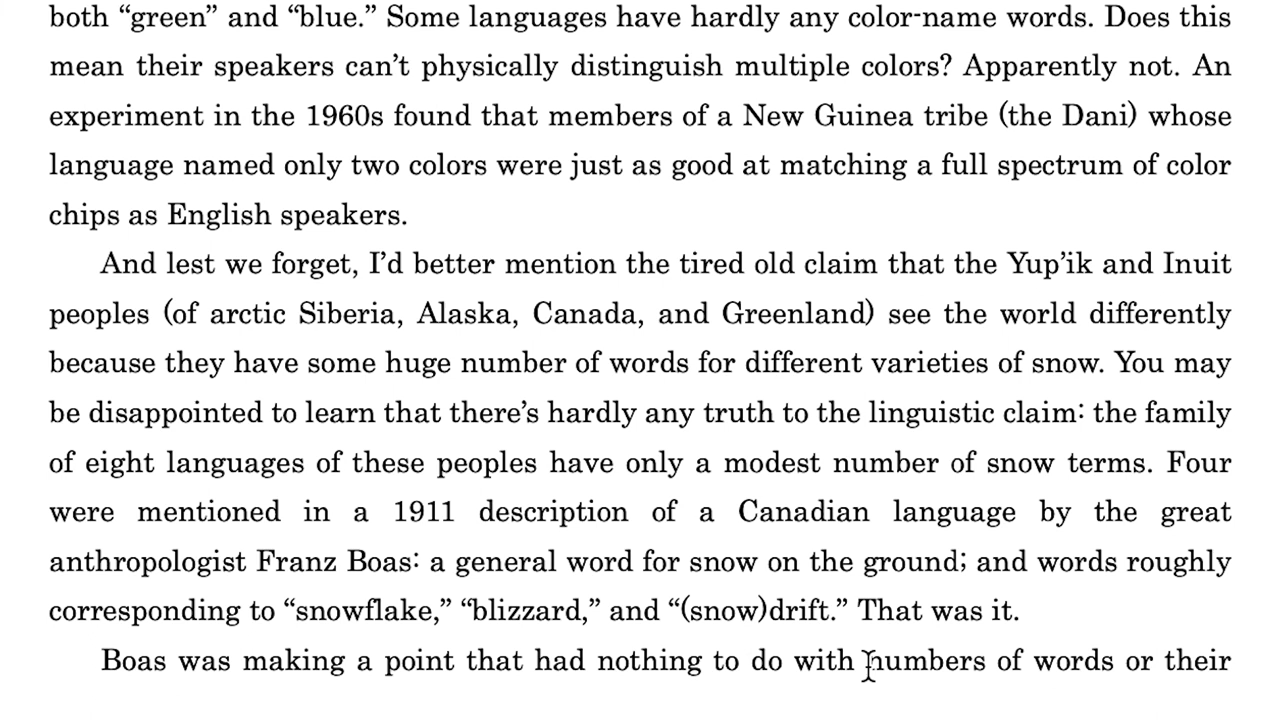 both “green” and “blue.” Some languages have hardly any color-name words. Does this
mean their speakers can’t physically distinguish multiple colors? Apparently not. An
experiment in the 1960s found that members of a New Guinea tribe (the Dani) whose
language named only two colors were just as good at matching a full spectrum of color
chips as English speakers.
And lest we forget, I’d better mention the tired old claim that the Yup’ik and Inuit
peoples (of arctic Siberia, Alaska, Canada, and Greenland) see the world differently
because they have some huge number of words for different varieties of snow. You may
be disappointed to learn that there’s hardly any truth to the linguistic claim: the family
of eight languages of these peoples have only a modest number of snow terms. Four
were mentioned in a 1911 description of a Canadian language by the great
anthropologist Franz Boas: a general word for snow on the ground; and words roughly
corresponding to “snowflake,” “blizzard,” and “(snow)drift.” That was it.
Boas was making a point that had nothing to do with numbers of words or their